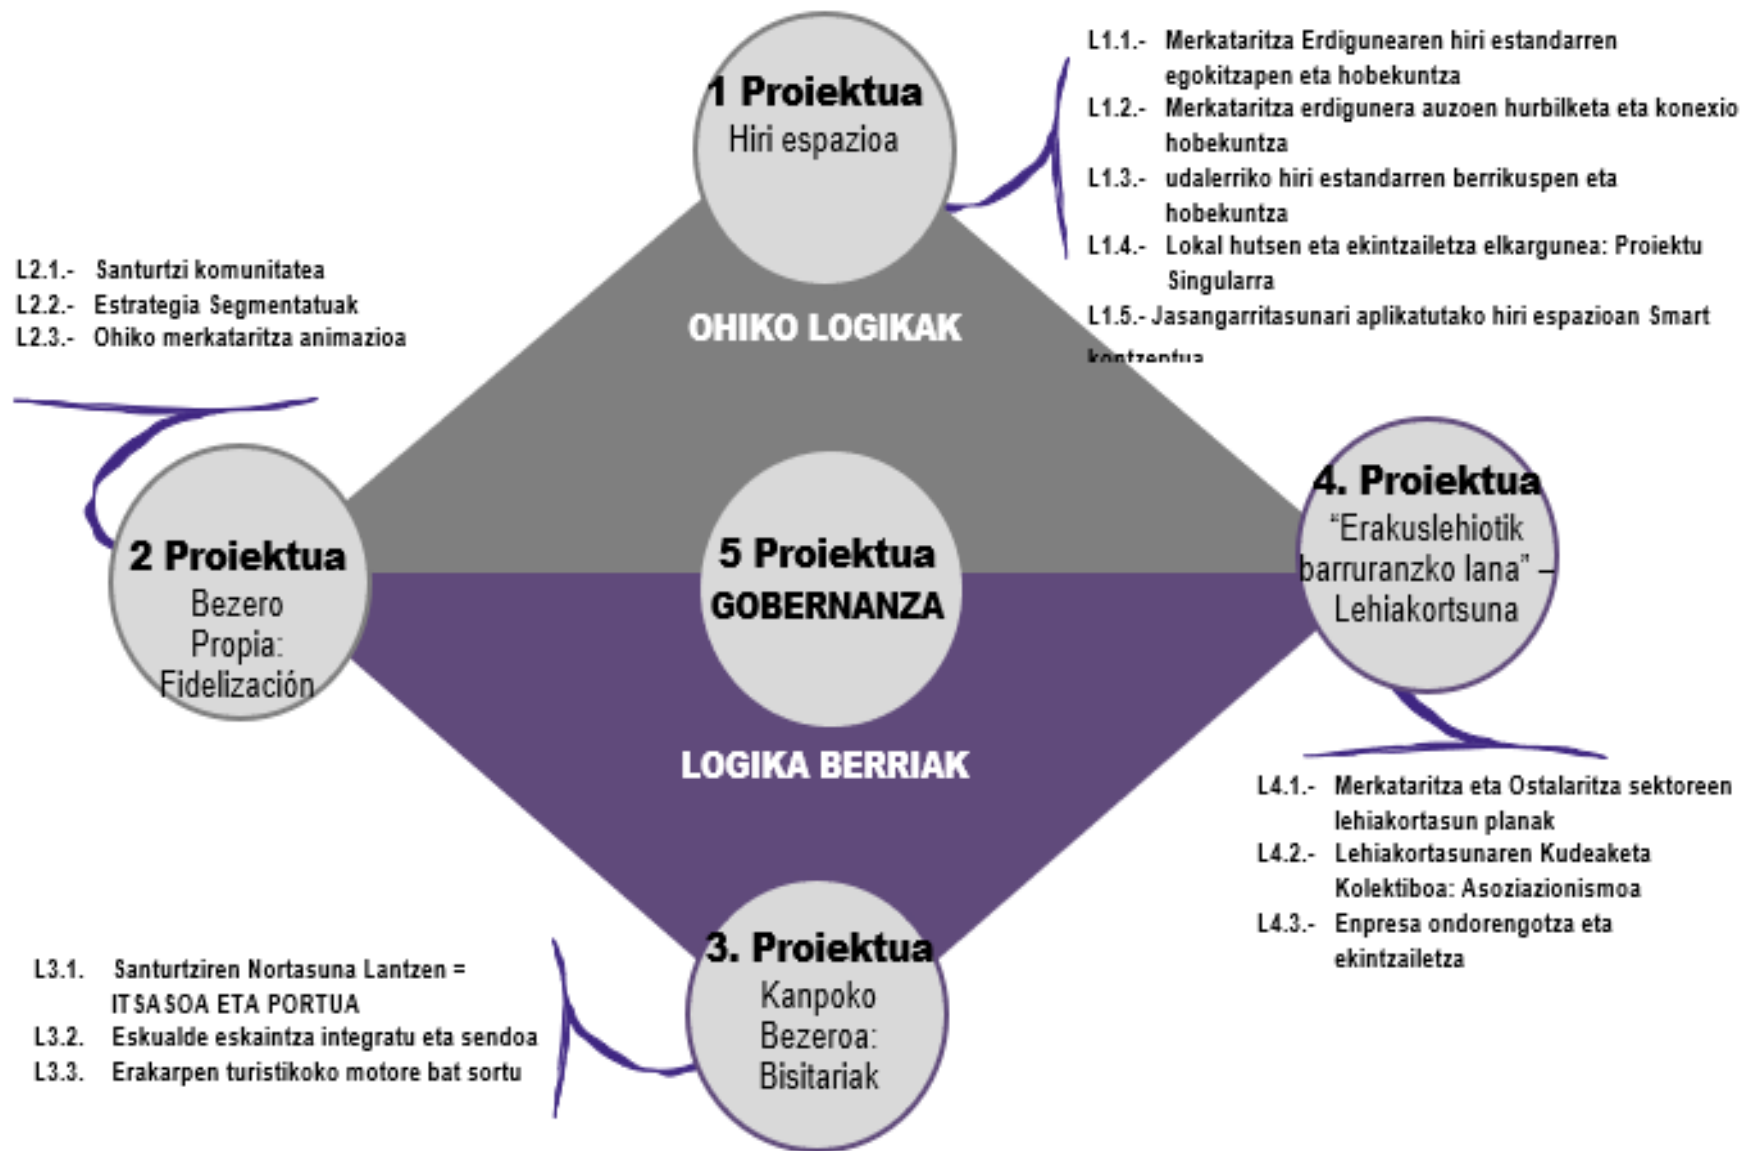 1 Proiektua
Hiri espazioa
L1.1.- Merkataritza Erdigunearen hiri estandarren
egokitzapen eta hobekuntza
L1.2.- Merkataritza erdigunera auzoen hurbilketa eta konexio
hobekuntza
L1.3.- udalerriko hiri estandarren berrikuspen eta
hobekuntza
L1.4.- Lokal hutsen eta ekintzailetza elkargunea: Proiektu
Singularra
L1.5.- Jasangarritasunari aplikatutako hiri espazioan Smart
kontzentua
L2.1.- Santurtzi komunitatea
L2.2.- Estrategia Segmentatuak
L2.3.- Ohiko merkataritza animazioa
OHIKO LOGIKAK
2 Proiektua
Bezero
Propia:
Fidelización
5 Proiektua
GOBERNANZA
4. Proiektua
“Erakuslehiotik
barruranzko lana” –
Lehiakortsuna
LOGIKA BERRIAK
L4.1.- Merkataritza eta Ostalaritza sektoreen
lehiakortasun planak
L4.2.- Lehiakortasunaren Kudeaketa
Kolektiboa: Asoziazionismoa
L4.3.- Enpresa ondorengotza eta
ekintzailetza
3. Proiektua
Kanpoko
Bezeroa:
Bisitariak
L3.1. Santurtziren Nortasuna Lantzen =
ITSASOA ETA PORTUA
L3.2. Eskualde eskaintza integratu eta sendoa
L3.3. Erakarpen turistikoko motore bat sortu